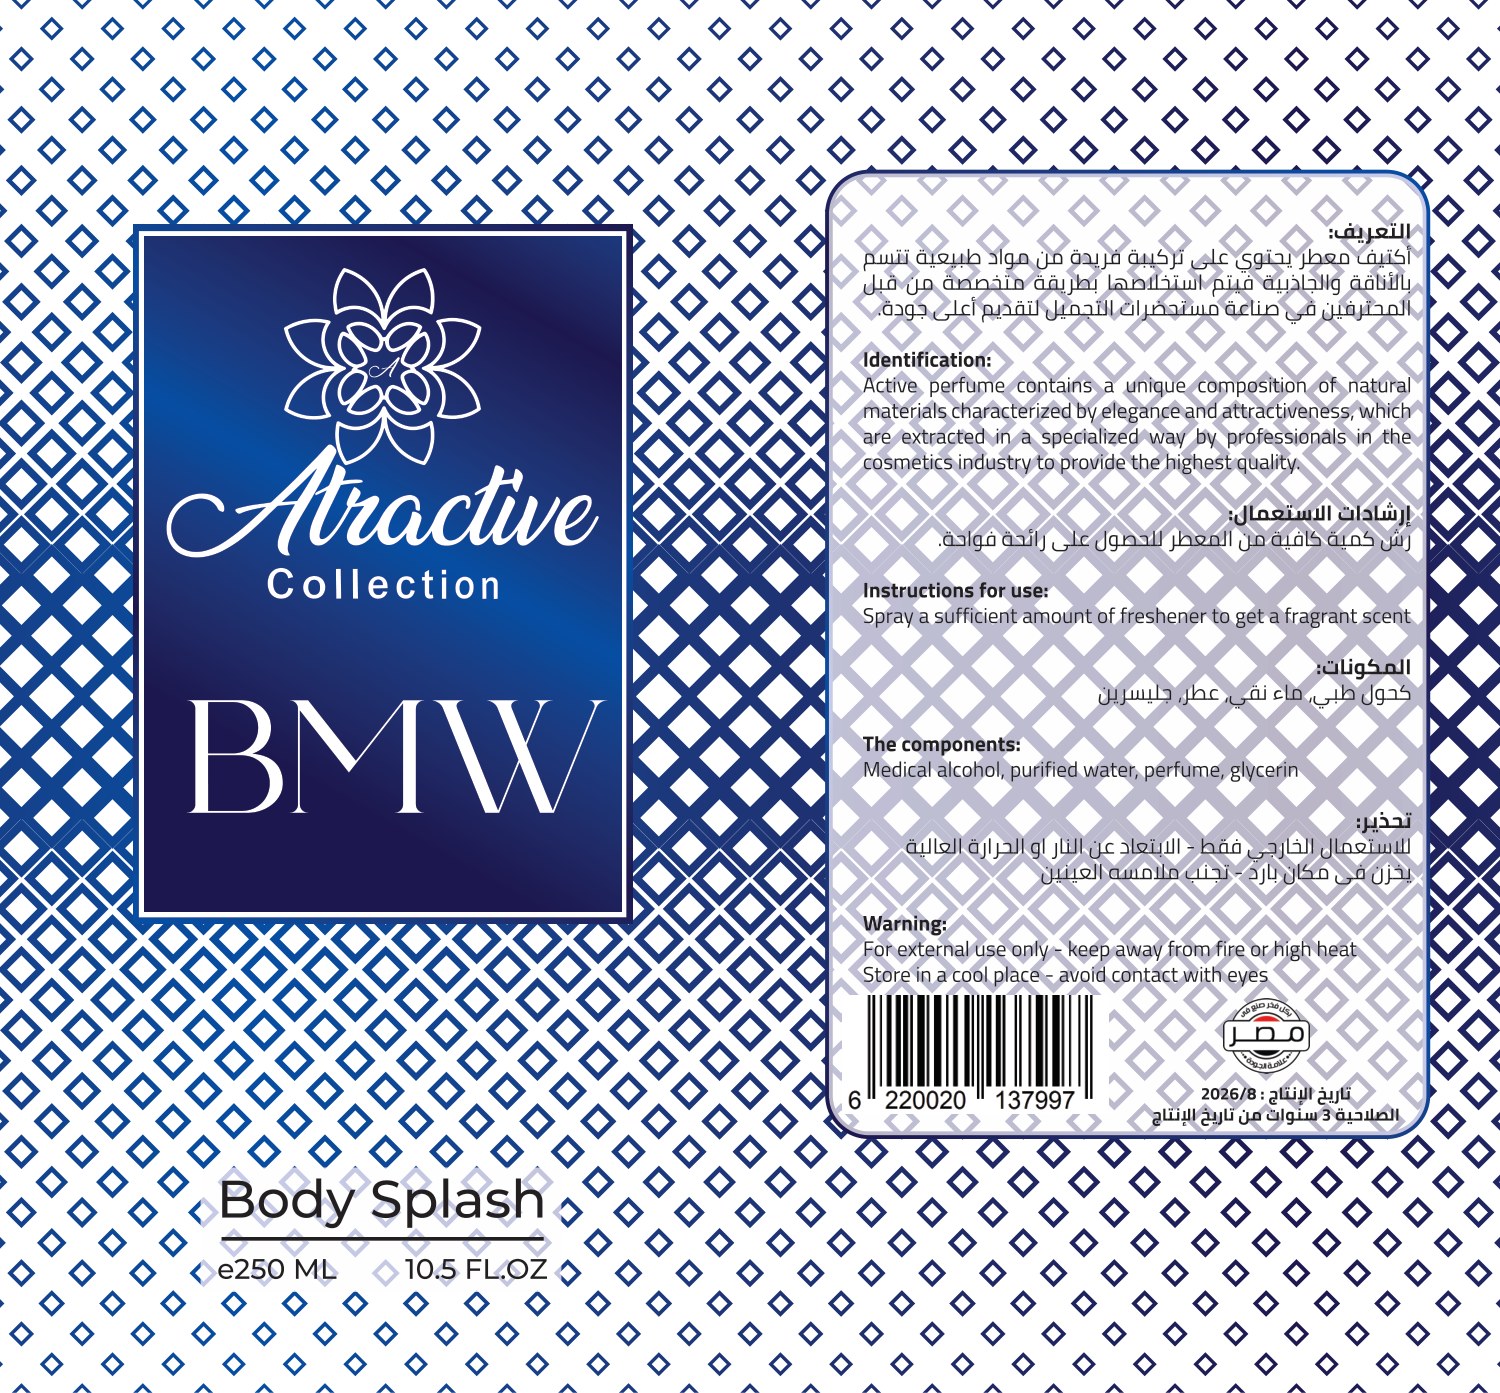 A
Atractive
Collection
BMW
Body Splash
e250 ML 10.5 FL.OZ
التعريف:
أكتيف معطر يحتوي على تركيبة فريدة من مواد طبيعية تتسم
بالأناقة والجاذبية فيتم استخلاصها بطريقة متخصصة من قبل
المحترفين في صناعة مستحضرات التجميل لتقديم أعلى جودة.
Identification:
Active perfume contains a unique composition of natural
materials characterized by elegance and attractiveness, which
are extracted in a specialized way by professionals in the
cosmetics industry to provide the highest quality.
إرشادات الاستعمال:
رش كمية كافية من المعطر للحصول على رائحة فواحة.
Instructions for use:
Spray a sufficient amount of freshener to get a fragrant scent
المكونات:
كحول طبي, ماء نقي, عطر, جليسرين
The components:
Medical alcohol, purified water, perfume, glycerin
تحذير:
للاستعمال الخارجي فقط - الابتعاد عن النار او الحرارة العالية
يخزن فى مكان بارد - تجنب ملامسه العينين
Warning:
For external use only - keep away from fire or high heat
Store in a cool place - avoid contact with eyes
6 220020 137997
بكل فخر صنع في
مصر
علامة الجودة
تاريخ الإنتاج : 2026/8
الصلاحية 3 سنوات من تاريخ الإنتاج